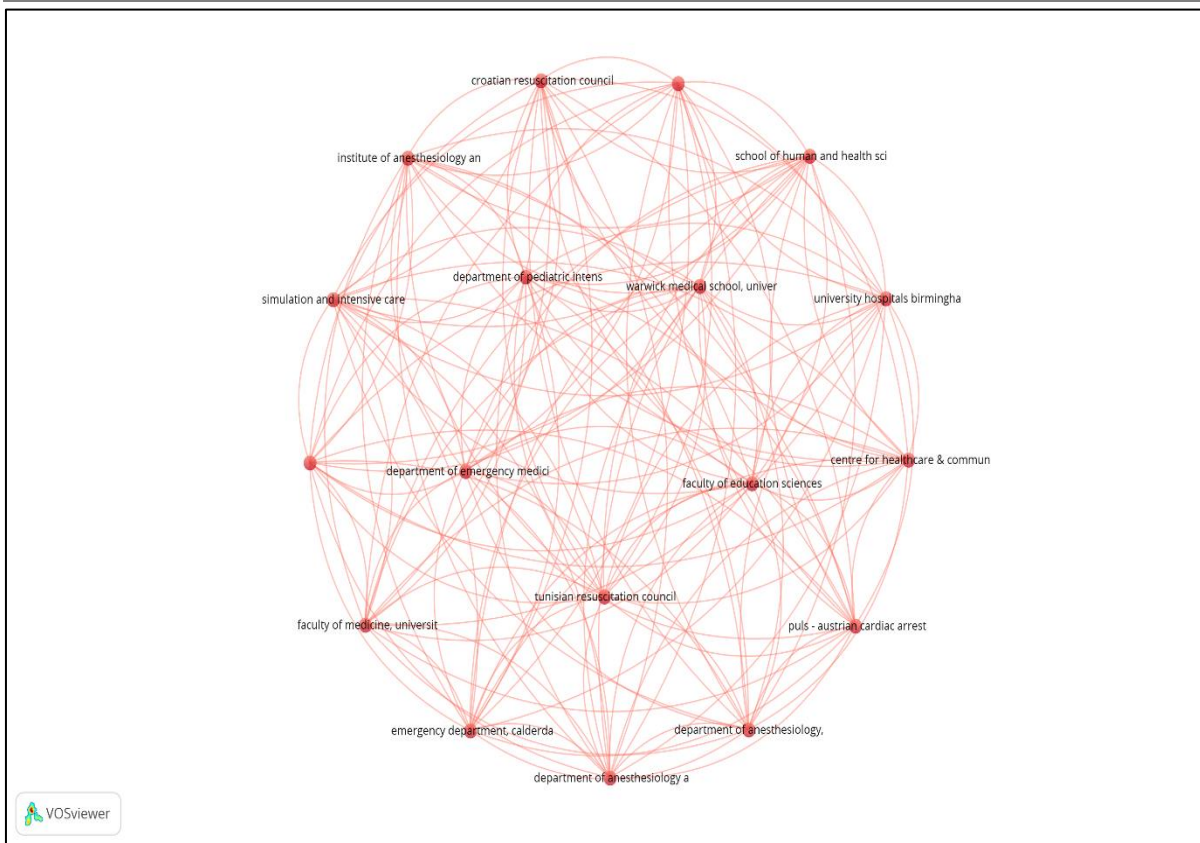 croatian resuscitation council
school of human and health sci
institute of anesthesiology an
department of pediatric intens
warwick medical school, univer
simulation and intensive care
university hospitals birmingha
centre for healthcare & commun
department of emergency medici
faculty of education sciences
tunisian resuscitation council
faculty of medicine, universit
puls - austrian cardiac arrest
emergency department, calderda
department of anesthesiology,
department of anesthesiology a
VOSviewer